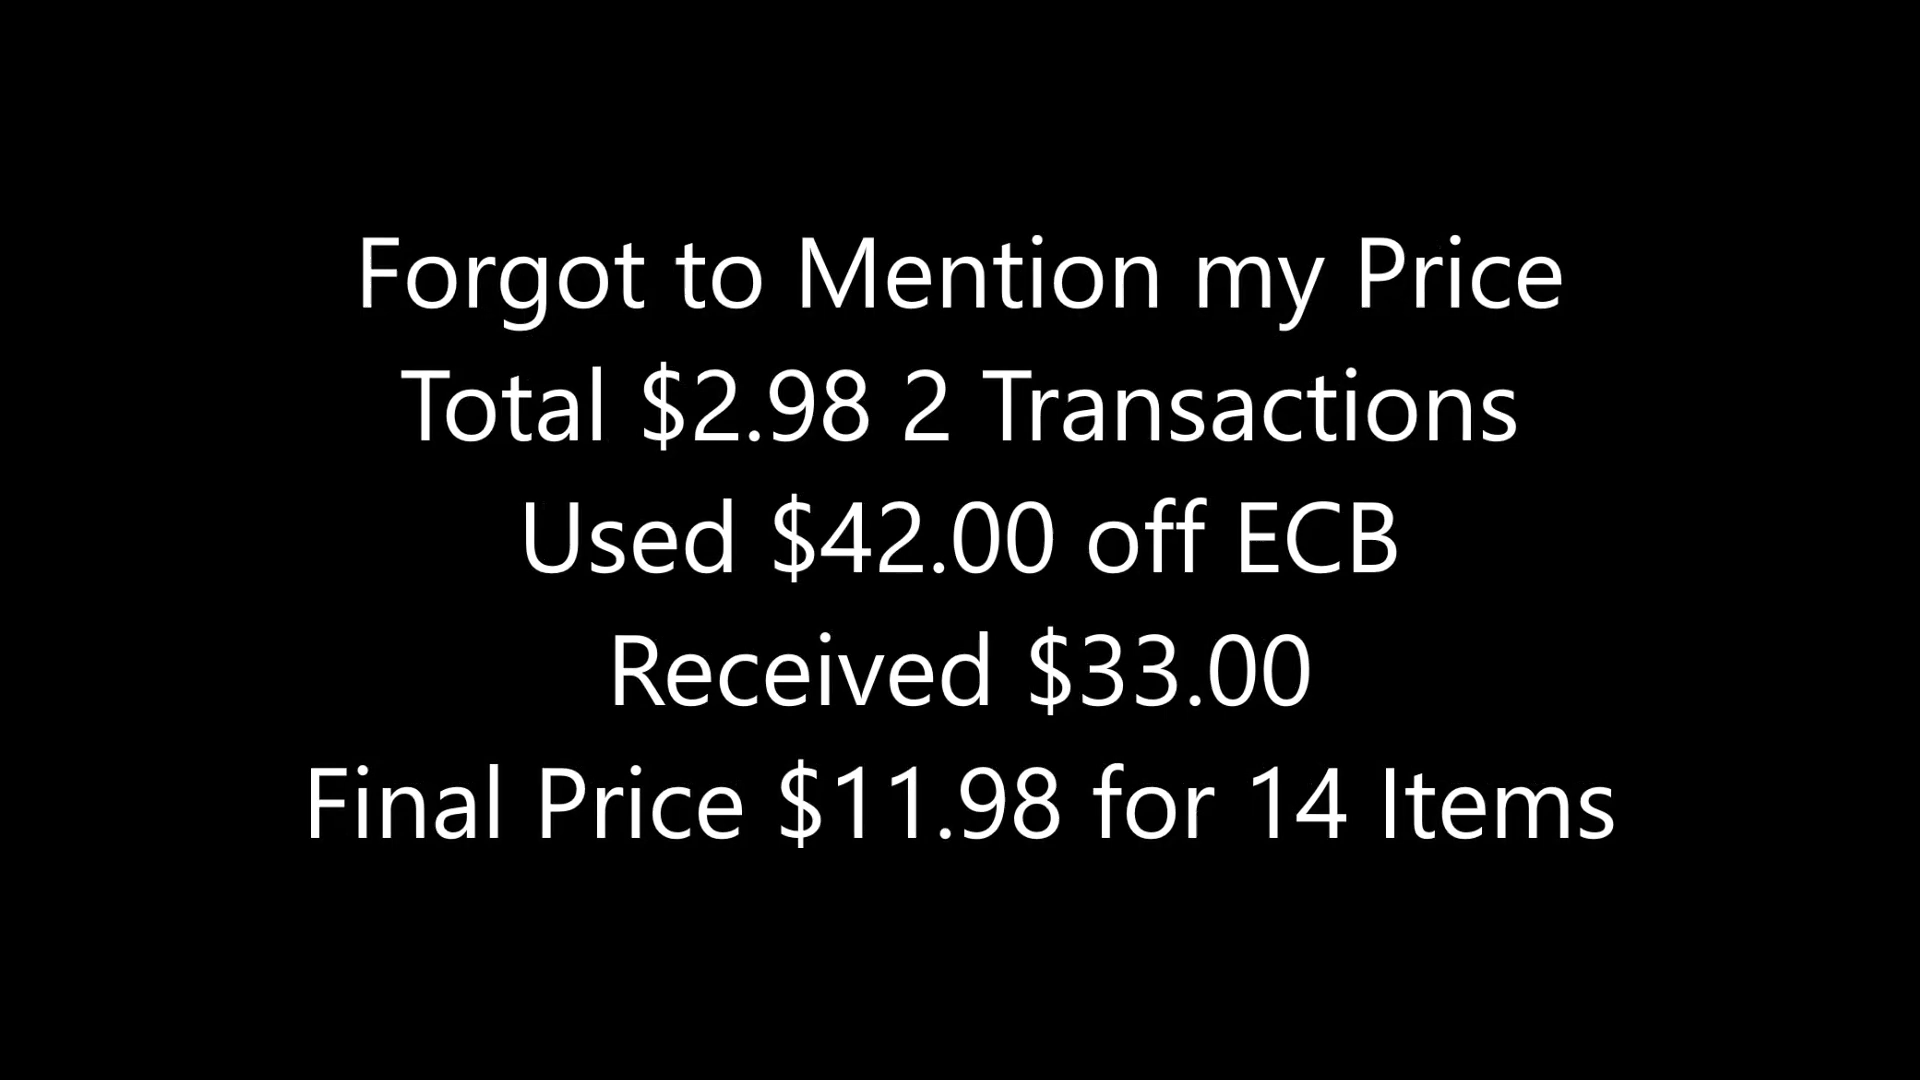 Forgot to Mention my Price
Total $2.98 2 Transactions
Used $42.00 off ECB
Received $33.00
Final Price $11.98 for 14 Items